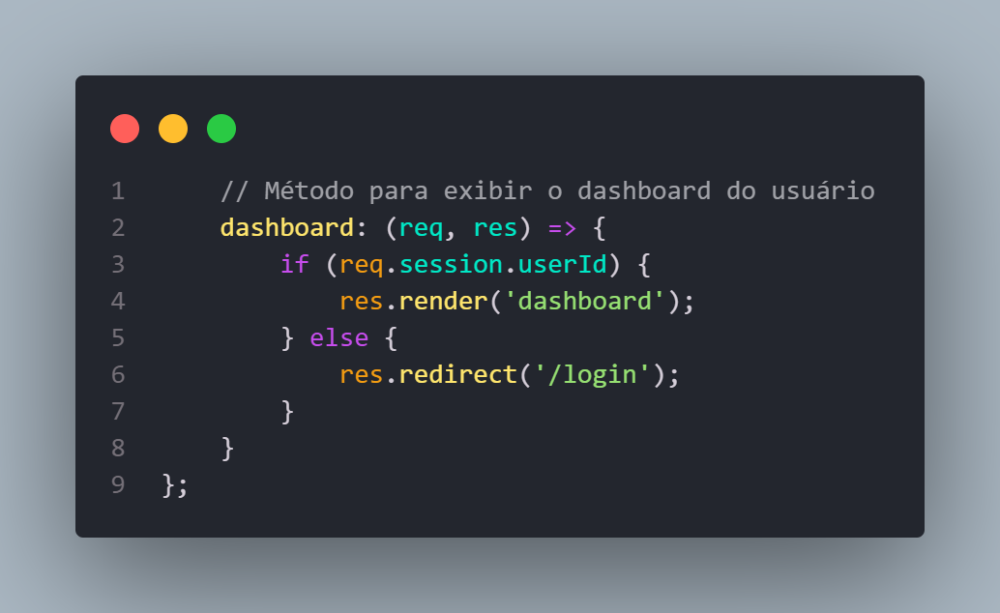 1     // Método para exibir o dashboard do usuário
2     dashboard: (req, res) => {
3         if (req.session.userId) {
4             res.render('dashboard');
5         } else {
6             res.redirect('/login');
7         }
8     }
9 };